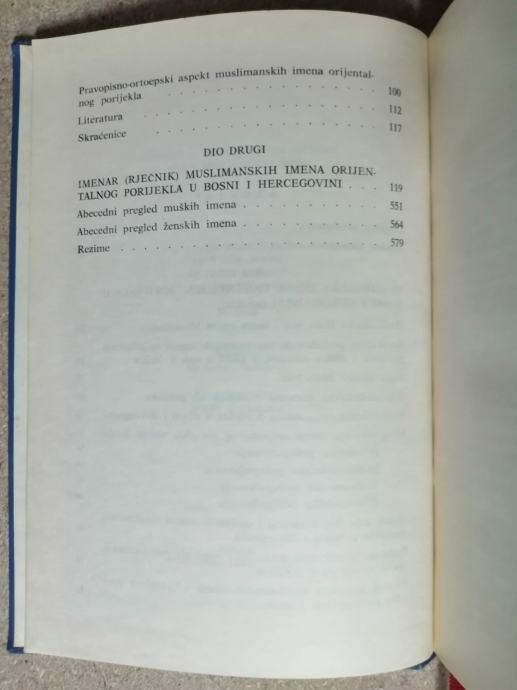 Pravopisno-ortoepski aspekt muslimanskih imena orijental-
nog porijekla . . . . . . . . . . . . . . 100
Literatura . . . . . . . . . . . . . . . 112
Skraćenice . . . . . . . . . . . . . . . 117
DIO DRUGI
IMENAR (RJEČNIK) MUSLIMANSKIH IMENA ORIJEN-
TALNOG PORIJEKLA U BOSNI I HERCEGOVINI . . . 119
Abecedni pregled muških imena . . . . . . . . . 551
Abecedni pregled ženskih imena . . . . . . . . . 564
Rezime . . . . . . . . . . . . . . . . 579